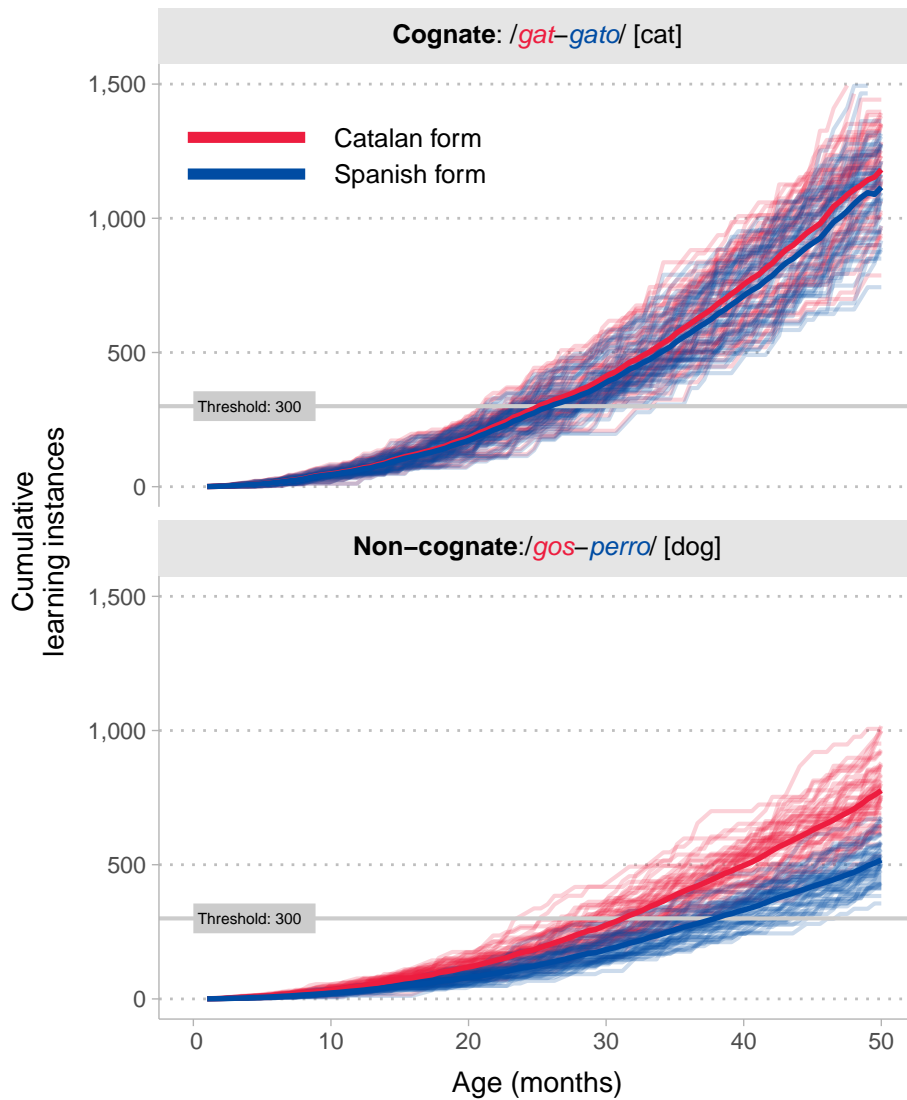 Cognate: /gat–gato/ [cat]
1,500
Catalan form
Spanish form
1,000
500
Threshold: 300
0
Non–cognate:/gos–perro/ [dog]
1,500
1,000
500
Threshold: 300
0
0
10
20
30
40
50
Age (months)
Cumulative
learning instances